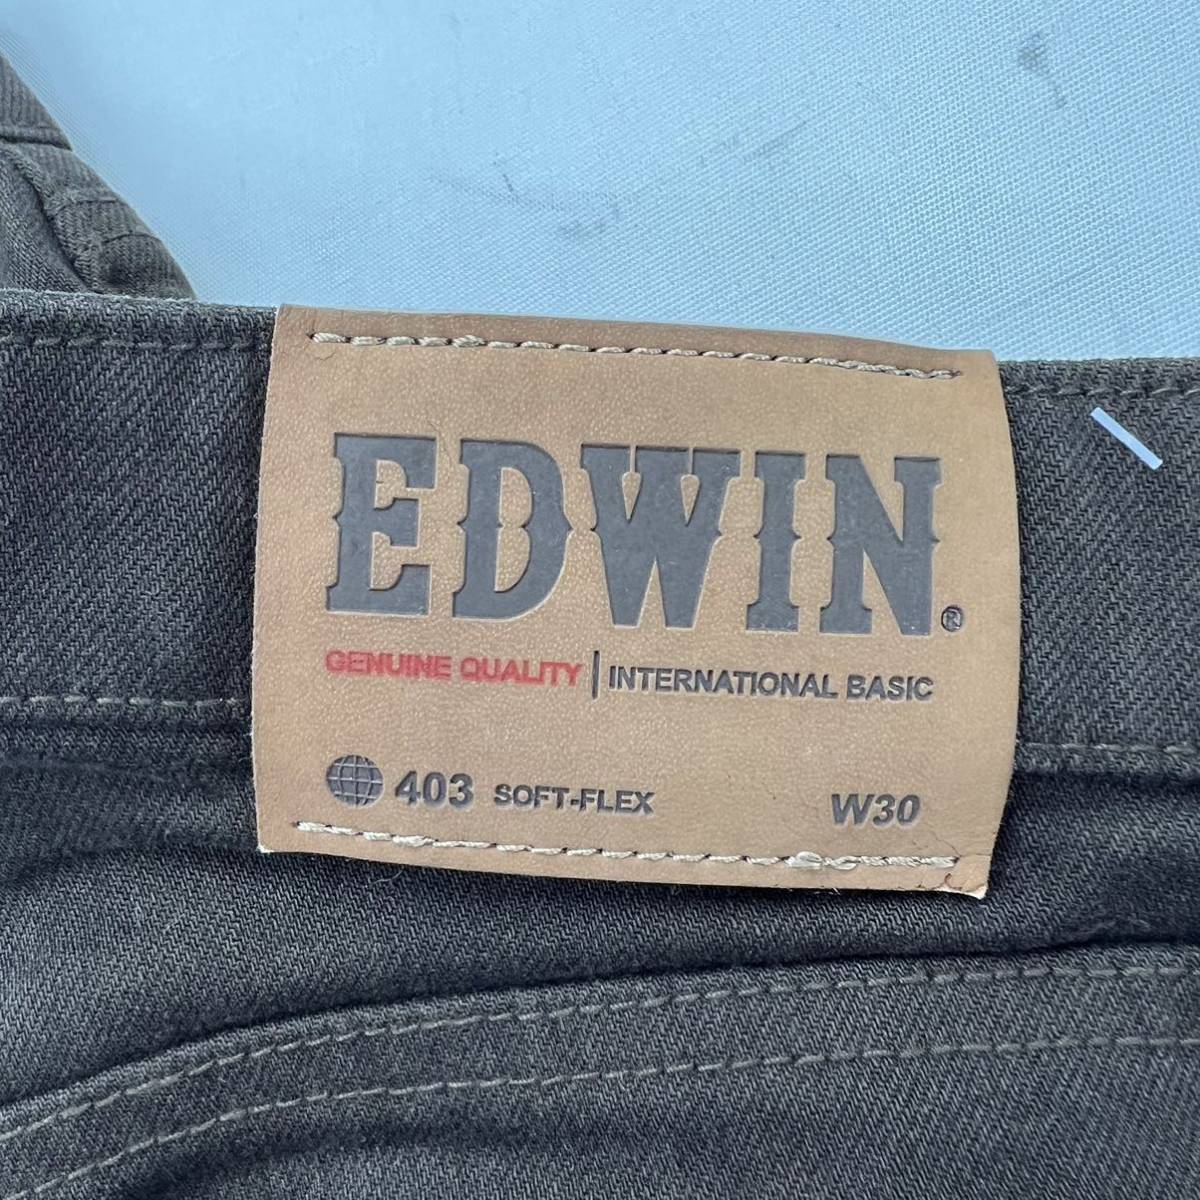 EDWIN®
GENUINE QUALITY | INTERNATIONAL BASIC
403 SOFT-FLEX W30